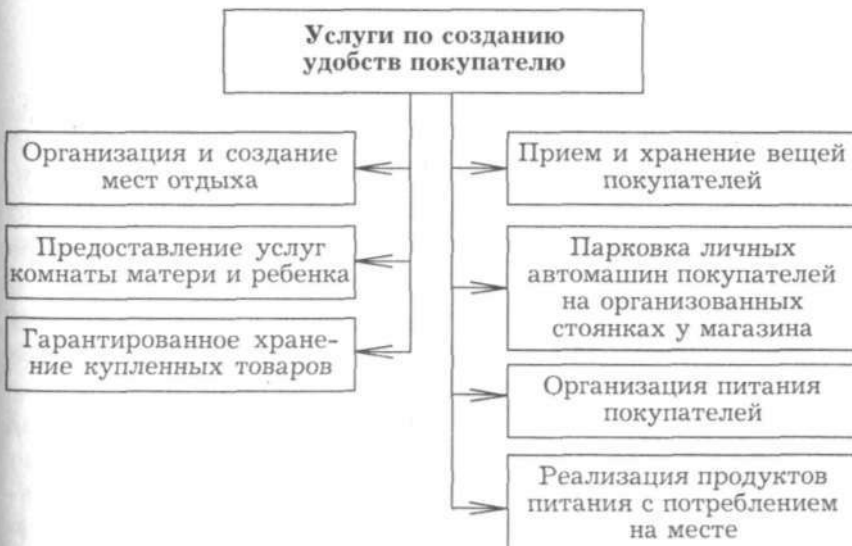 Услуги по созданию
удобств покупателю
Организация и создание
мест отдыха
Предоставление услуг
комнаты матери и ребенка
Гарантированное хране-
ние купленных товаров
Прием и хранение вещей
покупателей
Парковка личных
автомашин покупателей
на организованных
стоянках у магазина
Организация питания
покупателей
Реализация продуктов
питания с потреблением
на месте